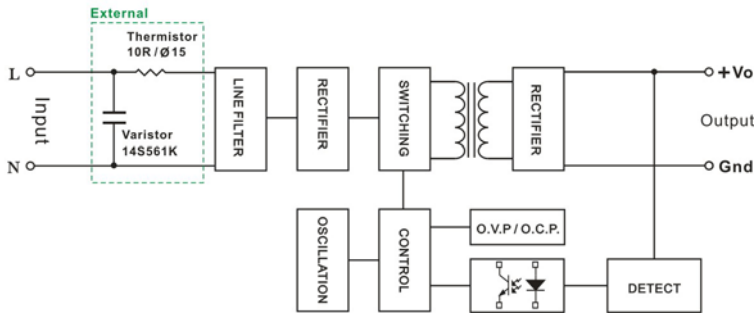 External
Thermistor
10R / Ø15
L
Input
N
Varistor
14S561K
LINE FILTER
RECTIFIER
SWITCHING
RECTIFIER
+Vo
Output
Gnd
OSCILLATION
CONTROL
O.V.P / O.C.P.
DETECT